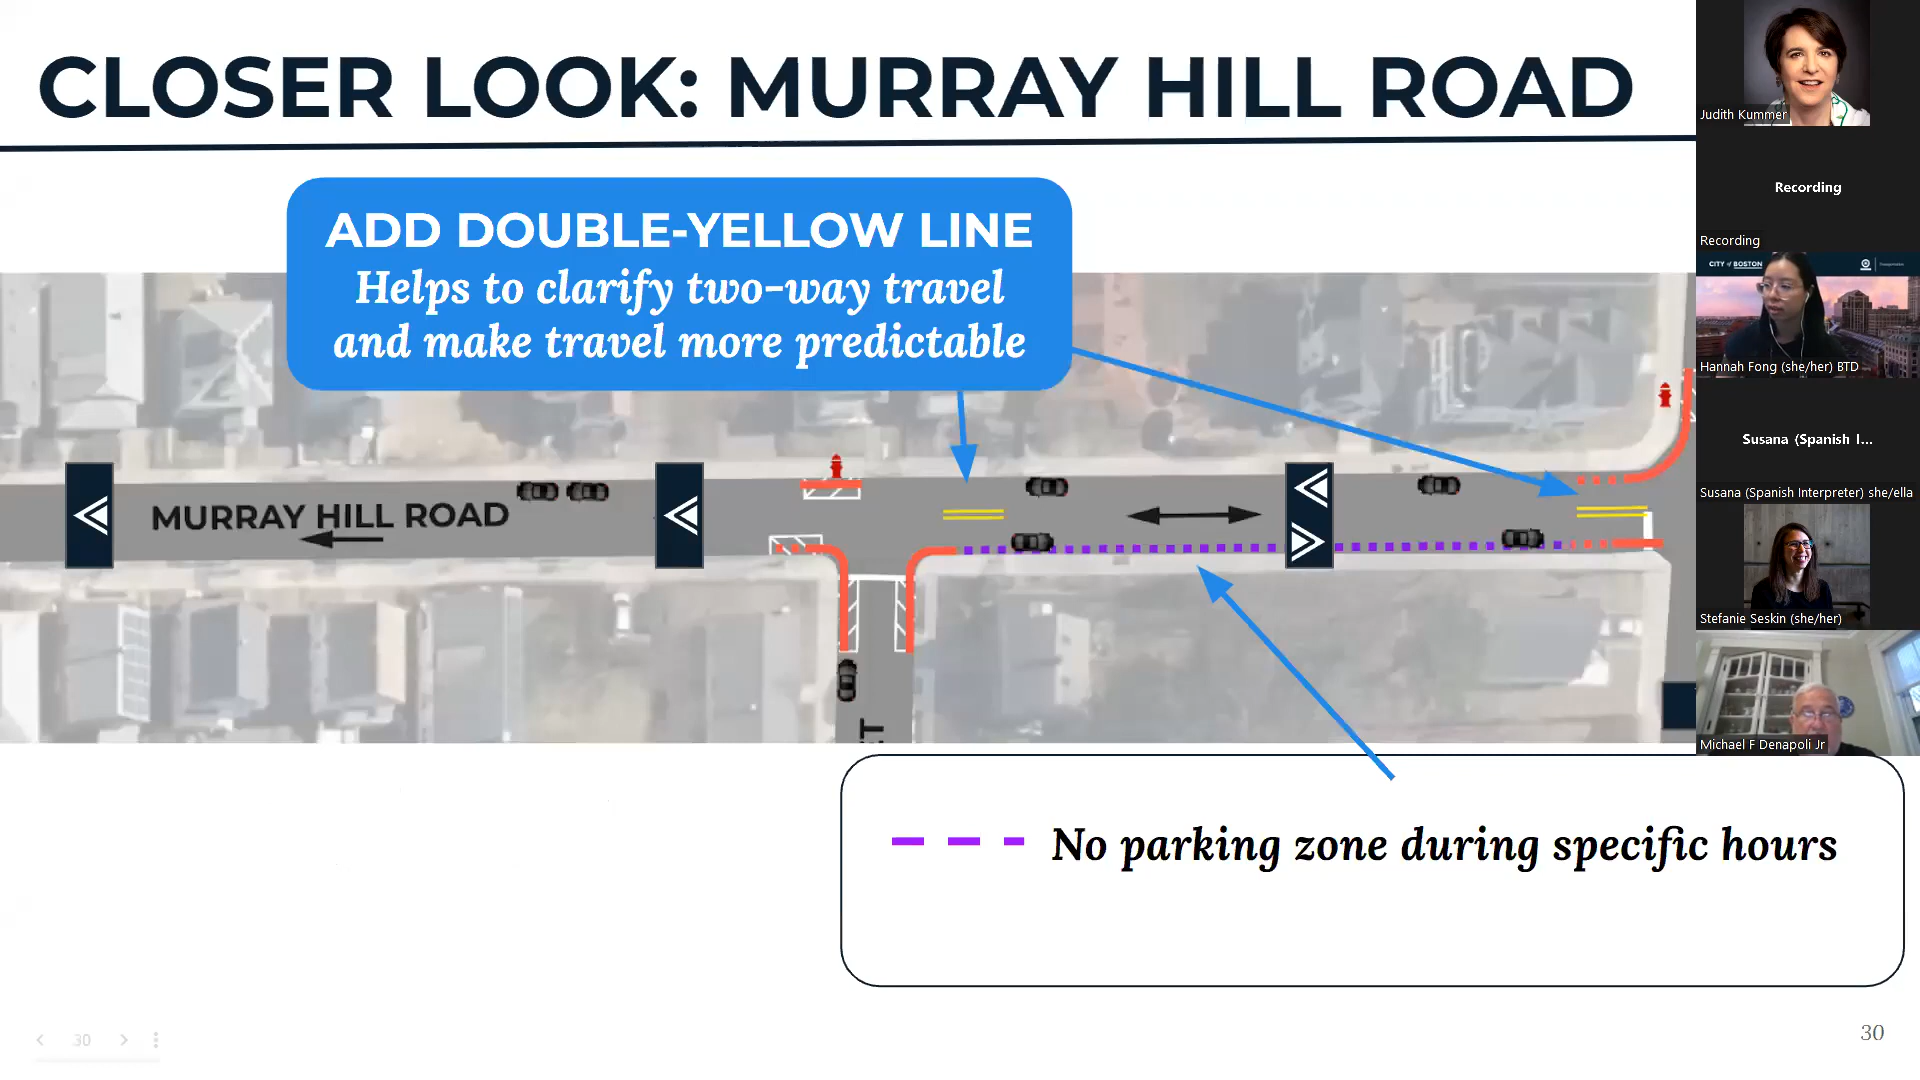 CLOSER LOOK: MURRAY HILL ROAD
ADD DOUBLE-YELLOW LINE
Helps to clarify two-way travel
and make travel more predictable
MURRAY HILL ROAD
No parking zone during specific hours
30
30
Judith Kummer
Recording
Recording
CITY of BOSTON
Hannah Fong (she/her) BTD
Susana (Spanish I...
Susana (Spanish Interpreter) she/ella
Stefanie Seskin (she/her)
Michael F Denapoli Jr